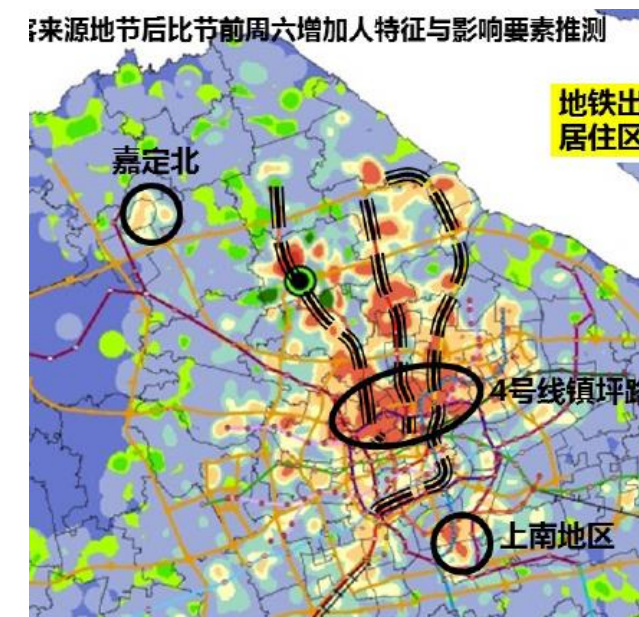 客来源地节后比节前周六增加人特征与影响要素推测
地铁出
居住区
嘉定北
4号线镇坪路
上南地区